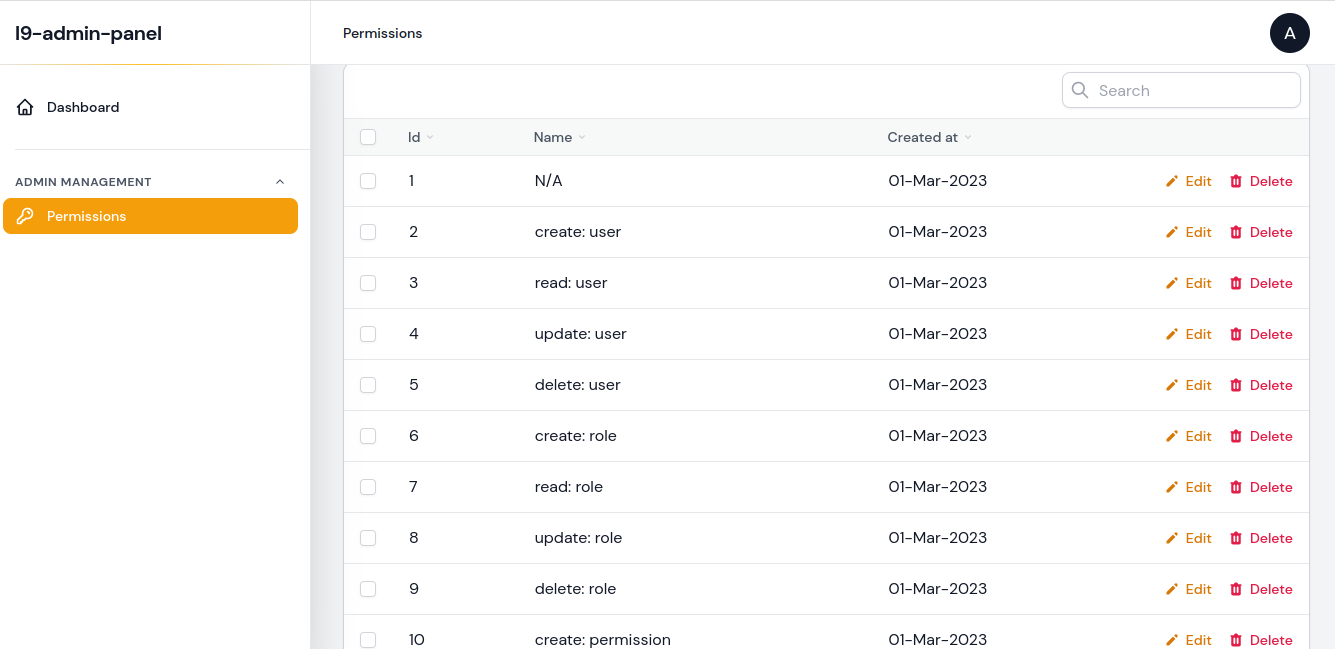 l9-admin-panel
Permissions
A
Dashboard
ADMIN MANAGEMENT
Permissions
Search
Id Name Created at
1 N/A 01-Mar-2023 Edit Delete
2 create: user 01-Mar-2023 Edit Delete
3 read: user 01-Mar-2023 Edit Delete
4 update: user 01-Mar-2023 Edit Delete
5 delete: user 01-Mar-2023 Edit Delete
6 create: role 01-Mar-2023 Edit Delete
7 read: role 01-Mar-2023 Edit Delete
8 update: role 01-Mar-2023 Edit Delete
9 delete: role 01-Mar-2023 Edit Delete
10 create: permission 01-Mar-2023 Edit Delete